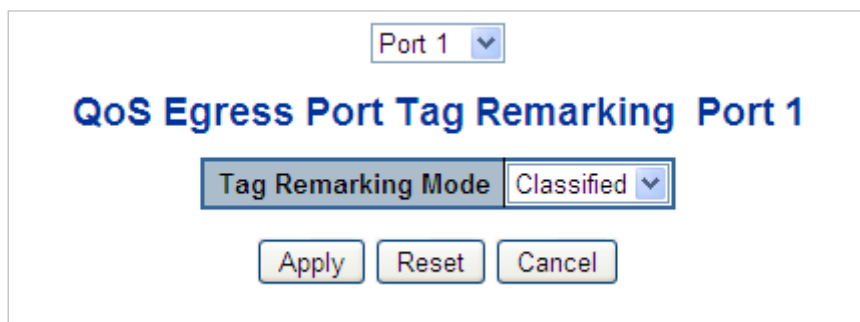 Port 1
QoS Egress Port Tag Remarking Port 1
Tag Remarking Mode Classified
Apply Reset Cancel